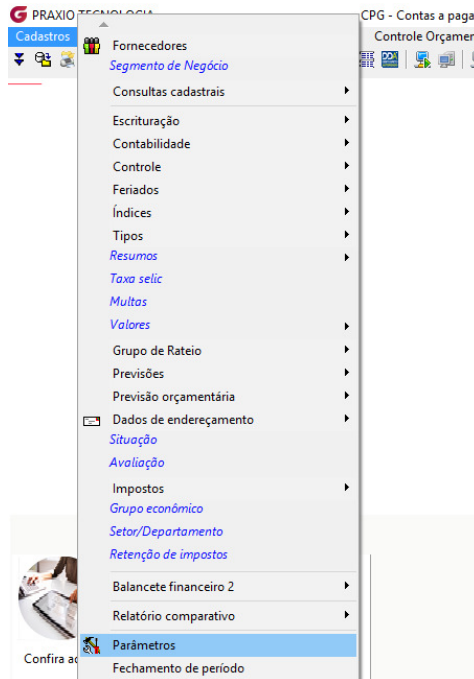 PRAXIO TECNOLOGIA
CPG - Contas a paga
Cadastros
Controle Orçamen
Fornecedores
Segmento de Negócio
Consultas cadastrais
Escrituração
Contabilidade
Controle
Feriados
Índices
Tipos
Resumos
Taxa selic
Multas
Valores
Grupo de Rateio
Previsões
Previsão orçamentária
Dados de endereçamento
Situação
Avaliação
Impostos
Grupo econômico
Setor/Departamento
Retenção de impostos
Balancete financeiro 2
Relatório comparativo
Parâmetros
Confira ac
Fechamento de período